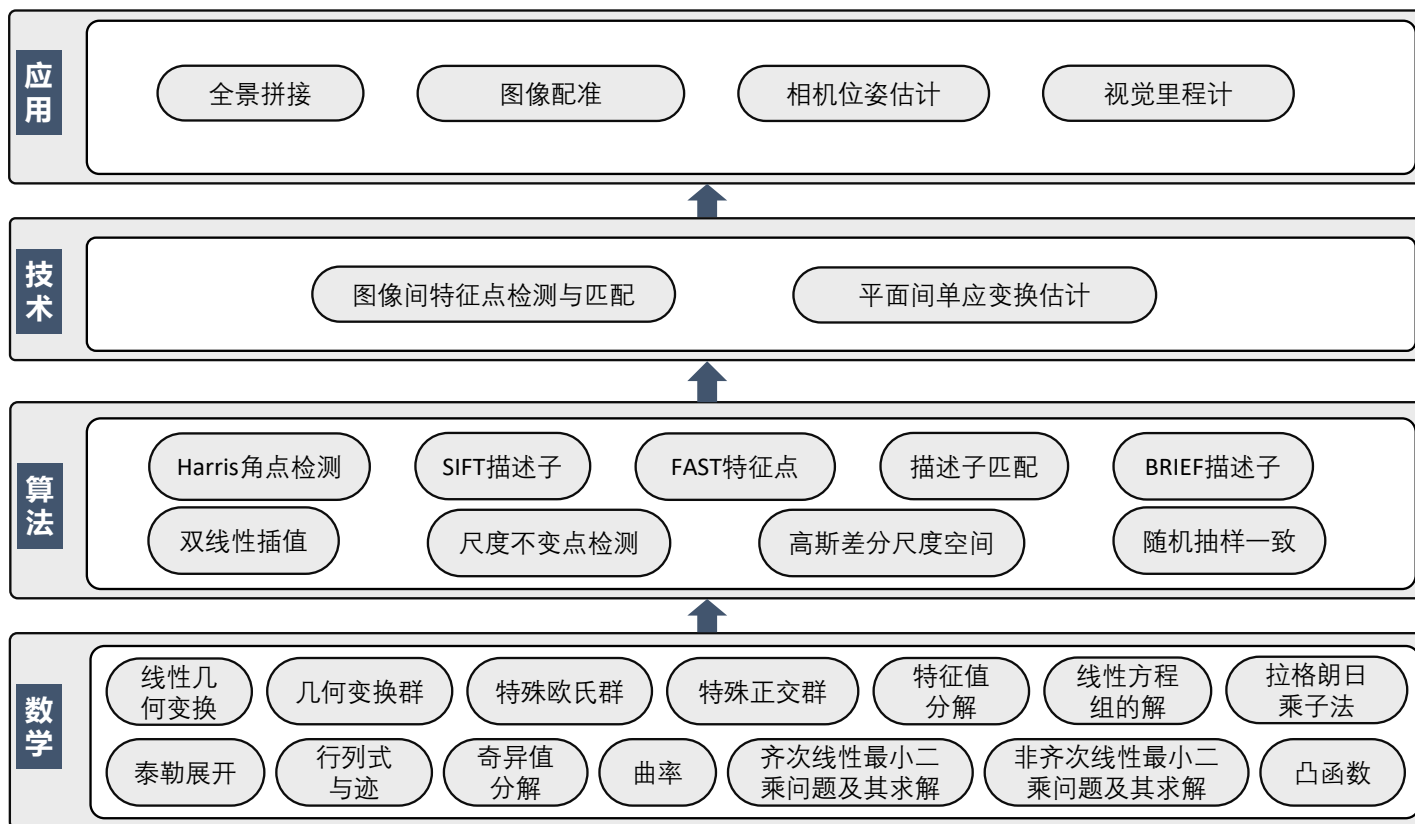 应用
全景拼接
图像配准
相机位姿估计
视觉里程计
技术
图像间特征点检测与匹配
平面间单应变换估计
算法
Harris角点检测
SIFT描述子
FAST特征点
描述子匹配
BRIEF描述子
双线性插值
尺度不变点检测
高斯差分尺度空间
随机抽样一致
数学
线性几
何变换
几何变换群
特殊欧氏群
特殊正交群
特征值
分解
线性方程
组的解
拉格朗日
乘子法
泰勒展开
行列式
与迹
奇异值
分解
曲率
齐次线性最小二
乘问题及其求解
非齐次线性最小二
乘问题及其求解
凸函数